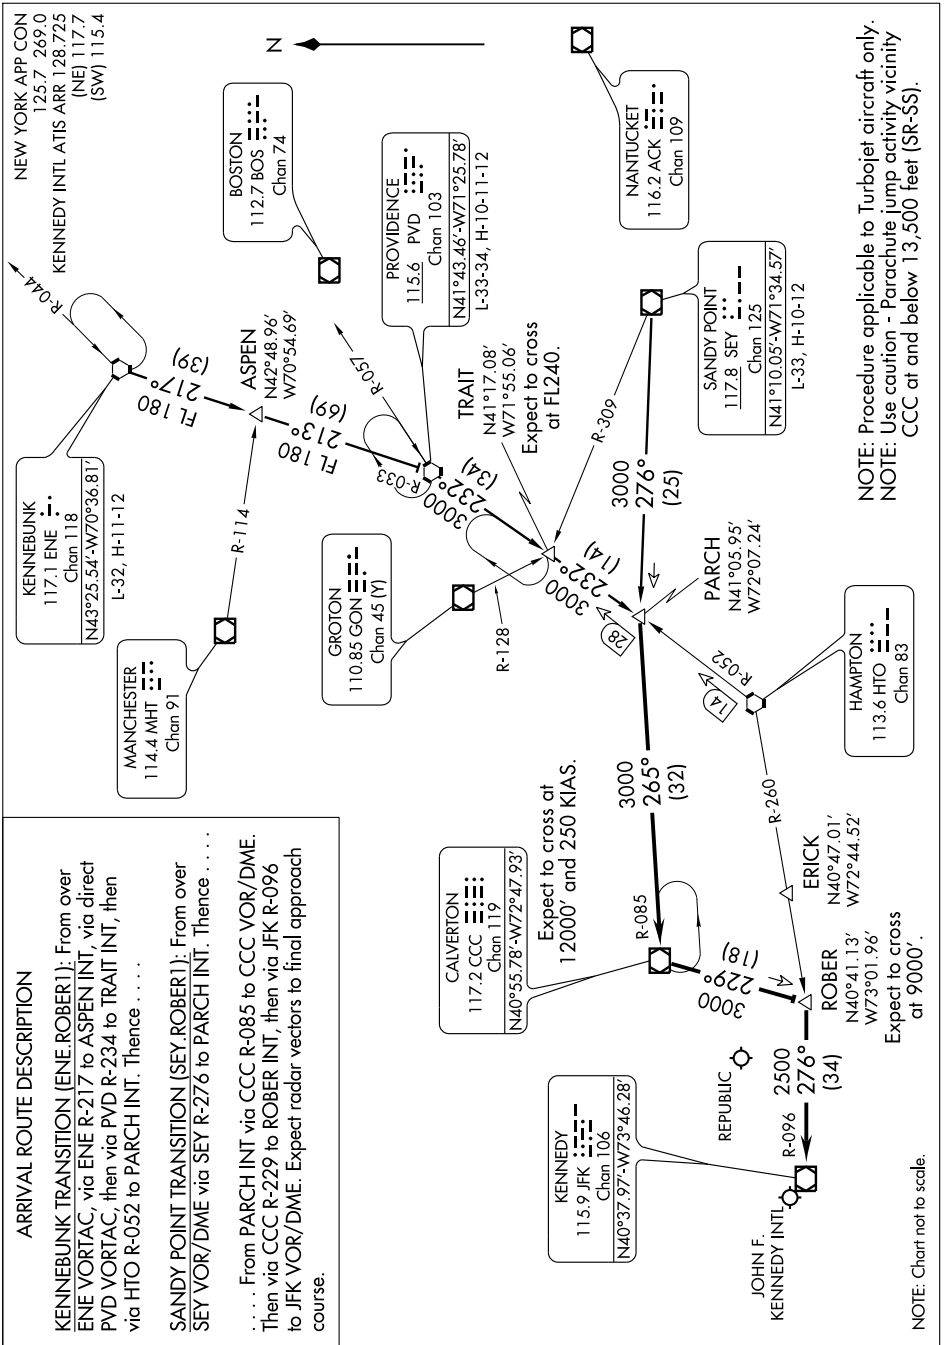 NEW YORK APP CON
125.7 269.0
KENNEDY INTL ATIS ARR 128.725
(NE) 117.7
(SW) 115.4
ARRIVAL ROUTE DESCRIPTION
KENNEBUNK TRANSITION (ENE.ROBER1): From over
ENE VORTAC, via ENE R-217 to ASPEN INT, via direct
PVD VORTAC, then via PVD R-234 to TRAIT INT, then
via HTO R-052 to PARCH INT. Thence . . . .
SANDY POINT TRANSITION (SEY.ROBER1): From over
SEY VOR/DME via SEY R-276 to PARCH INT. Thence . . . .
. . . . From PARCH INT via CCC R-085 to CCC VOR/DME.
Then via CCC R-229 to ROBER INT, then via JFK R-096
to JFK VOR/DME. Expect radar vectors to final approach
course.
MANCHESTER
114.4 MHT
Chan 91
KENNEBUNK
117.1 ENE
Chan 118
N43°25.54'-W70°36.81'
L-32, H-11-12
R-044
FL 180
217°
(39)
ASPEN
N42°48.96'
W70°54.69'
R-114
FL 180
213°
(69)
BOSTON
112.7 BOS
Chan 74
N
PROVIDENCE
115.6 PVD
Chan 103
N41°43.46'-W71°25.78'
L-33-34, H-10-11-12
R-057
R-033
3000
232°
(34)
GROTON
110.85 GON
Chan 45 (Y)
R-128
TRAIT
N41°17.08'
W71°55.06'
Expect to cross
at FL240.
R-309
NANTUCKET
116.2 ACK
Chan 109
SANDY POINT
117.8 SEY
Chan 125
N41°10.05'-W71°34.57'
L-33, H-10-12
3000
232°
(14)
28
3000
276°
(25)
PARCH
N41°05.95'
W72°07.24'
R-052
14
HAMPTON
113.6 HTO
Chan 83
3000
265°
(32)
CALVERTON
117.2 CCC
Chan 119
N40°55.78'-W72°47.93'
Expect to cross at
12000' and 250 KIAS.
R-085
3000
229°
(18)
R-260
ERICK
N40°47.01'
W72°44.52'
ROBER
N40°41.13'
W73°01.96'
Expect to cross
at 9000'.
2500
276°
(34)
R-096
REPUBLIC
KENNEDY
115.9 JFK
Chan 106
N40°37.97'-W73°46.28'
JOHN F.
KENNEDY INTL
NOTE: Procedure applicable to Turbojet aircraft only.
NOTE: Use caution - Parachute jump activity vicinity
CCC at and below 13,500 feet (SR-SS).
NOTE: Chart not to scale.